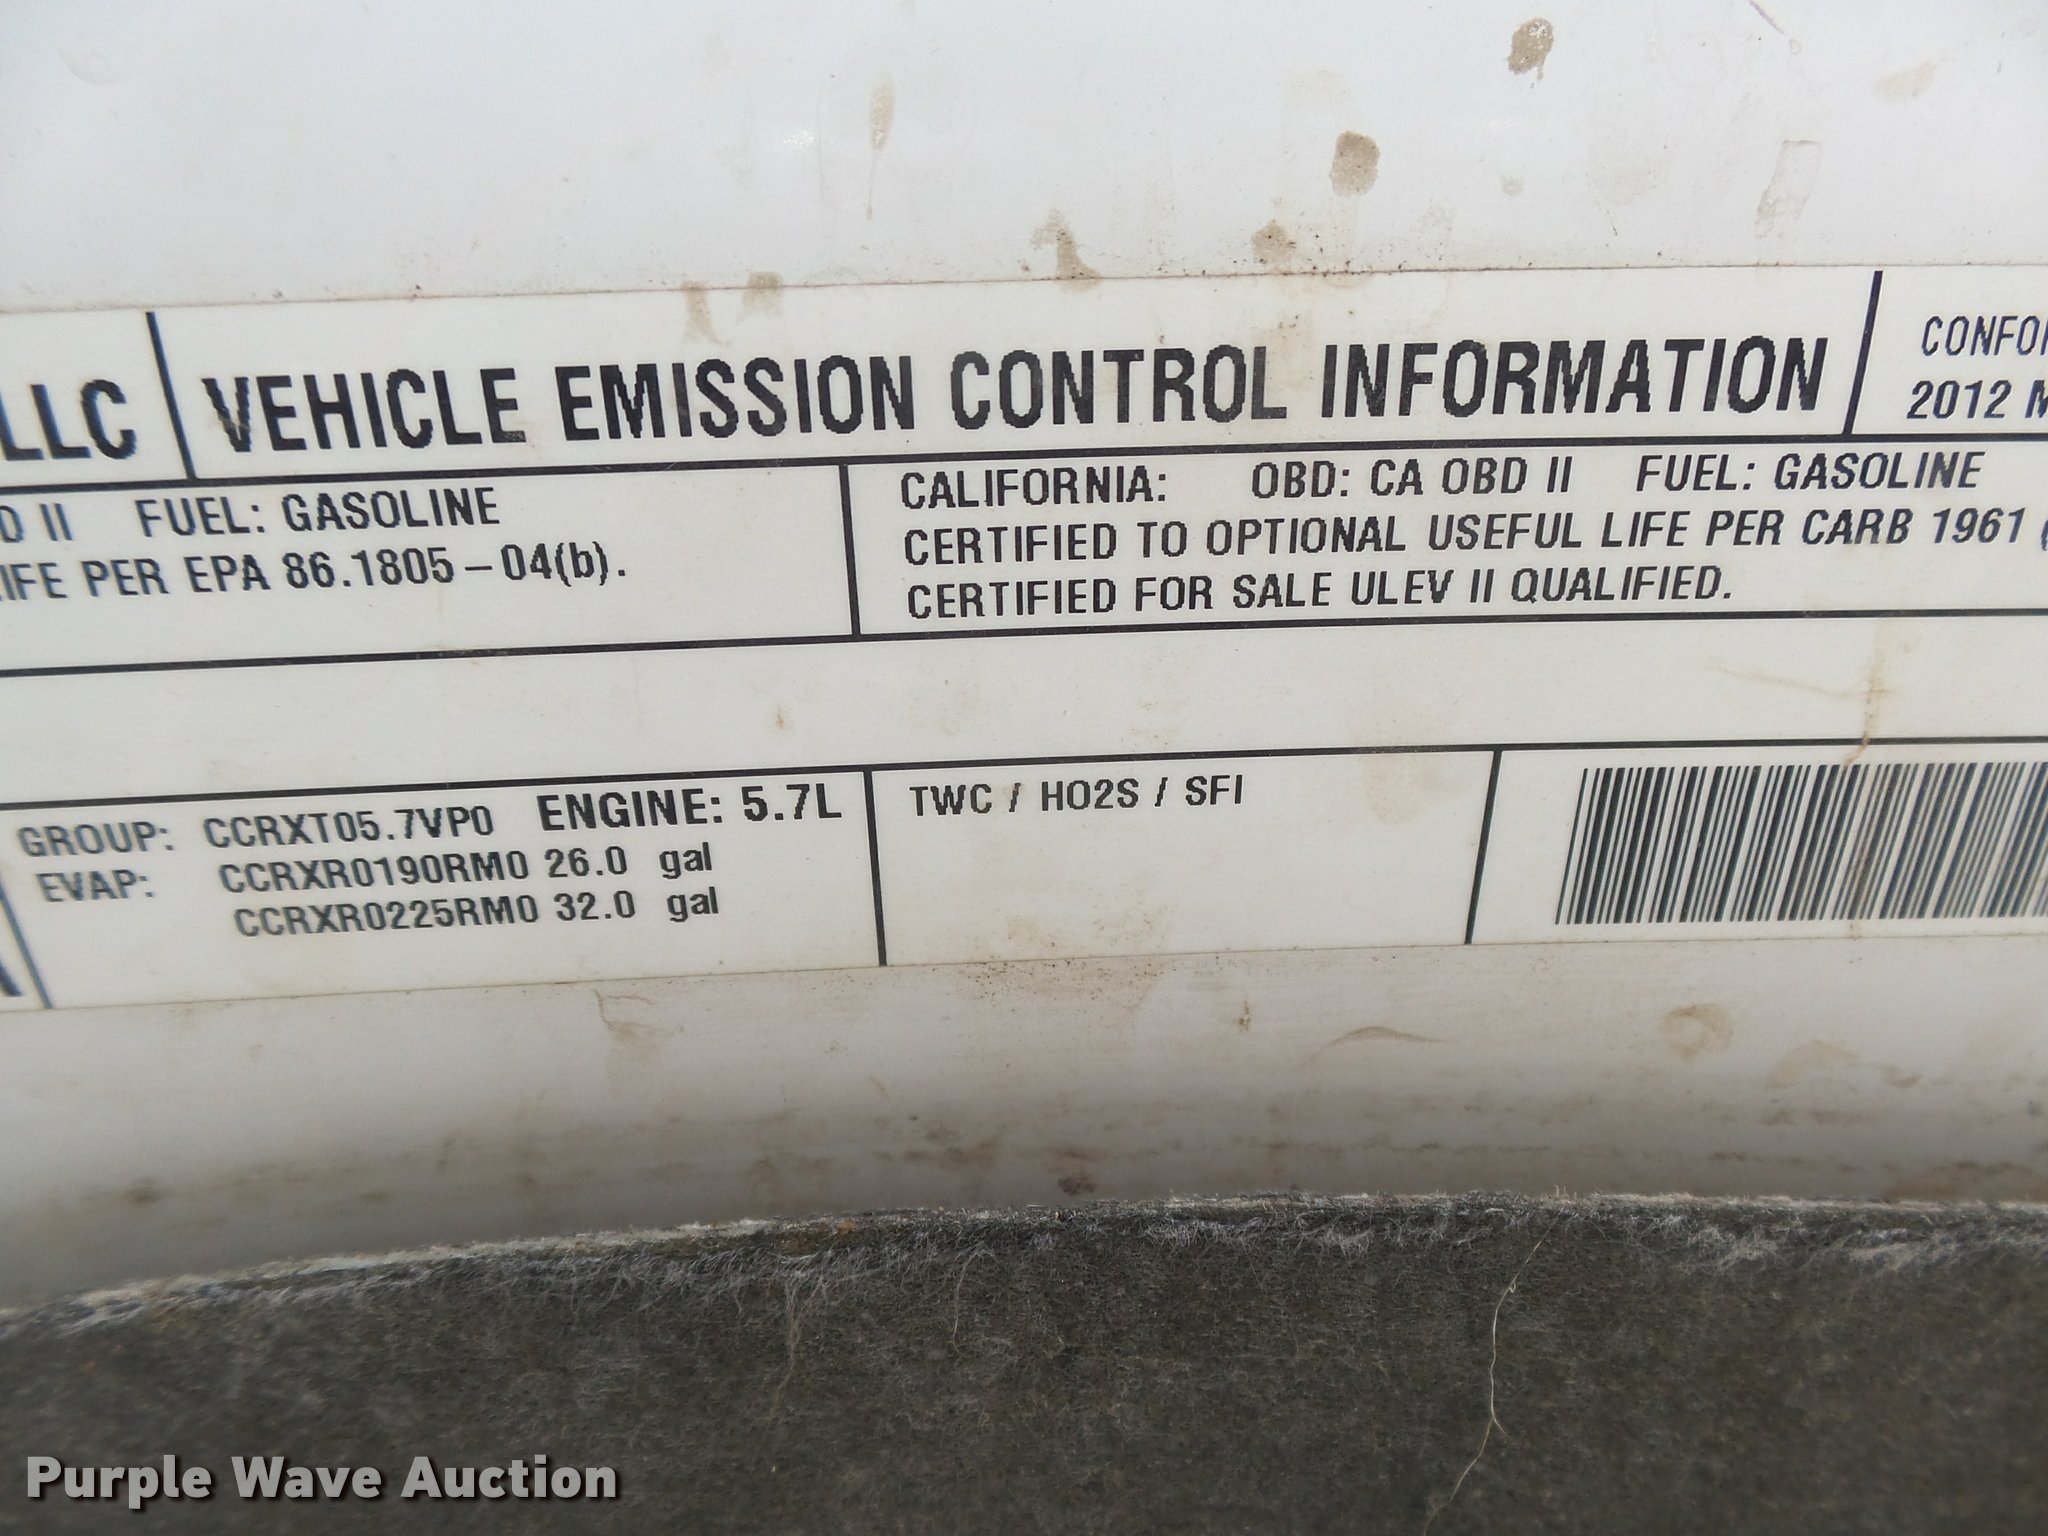 LLC
VEHICLE EMISSION CONTROL INFORMATION
2012
II FUEL: GASOLINE
PER EPA 86.1805-04(b).
CALIFORNIA: OBD: CA OBD II FUEL: GASOLINE
CERTIFIED TO OPTIONAL USEFUL LIFE PER CARB 1961
CERTIFIED FOR SALE ULEV II QUALIFIED.
GROUP: CCRXT05.7VP0 ENGINE: 5.7L
EVAP: CCRXR0190RM0 26.0 gal
CCRXR0225RM0 32.0 gal
TWC / HO2S / SFI
Purple Wave Auction